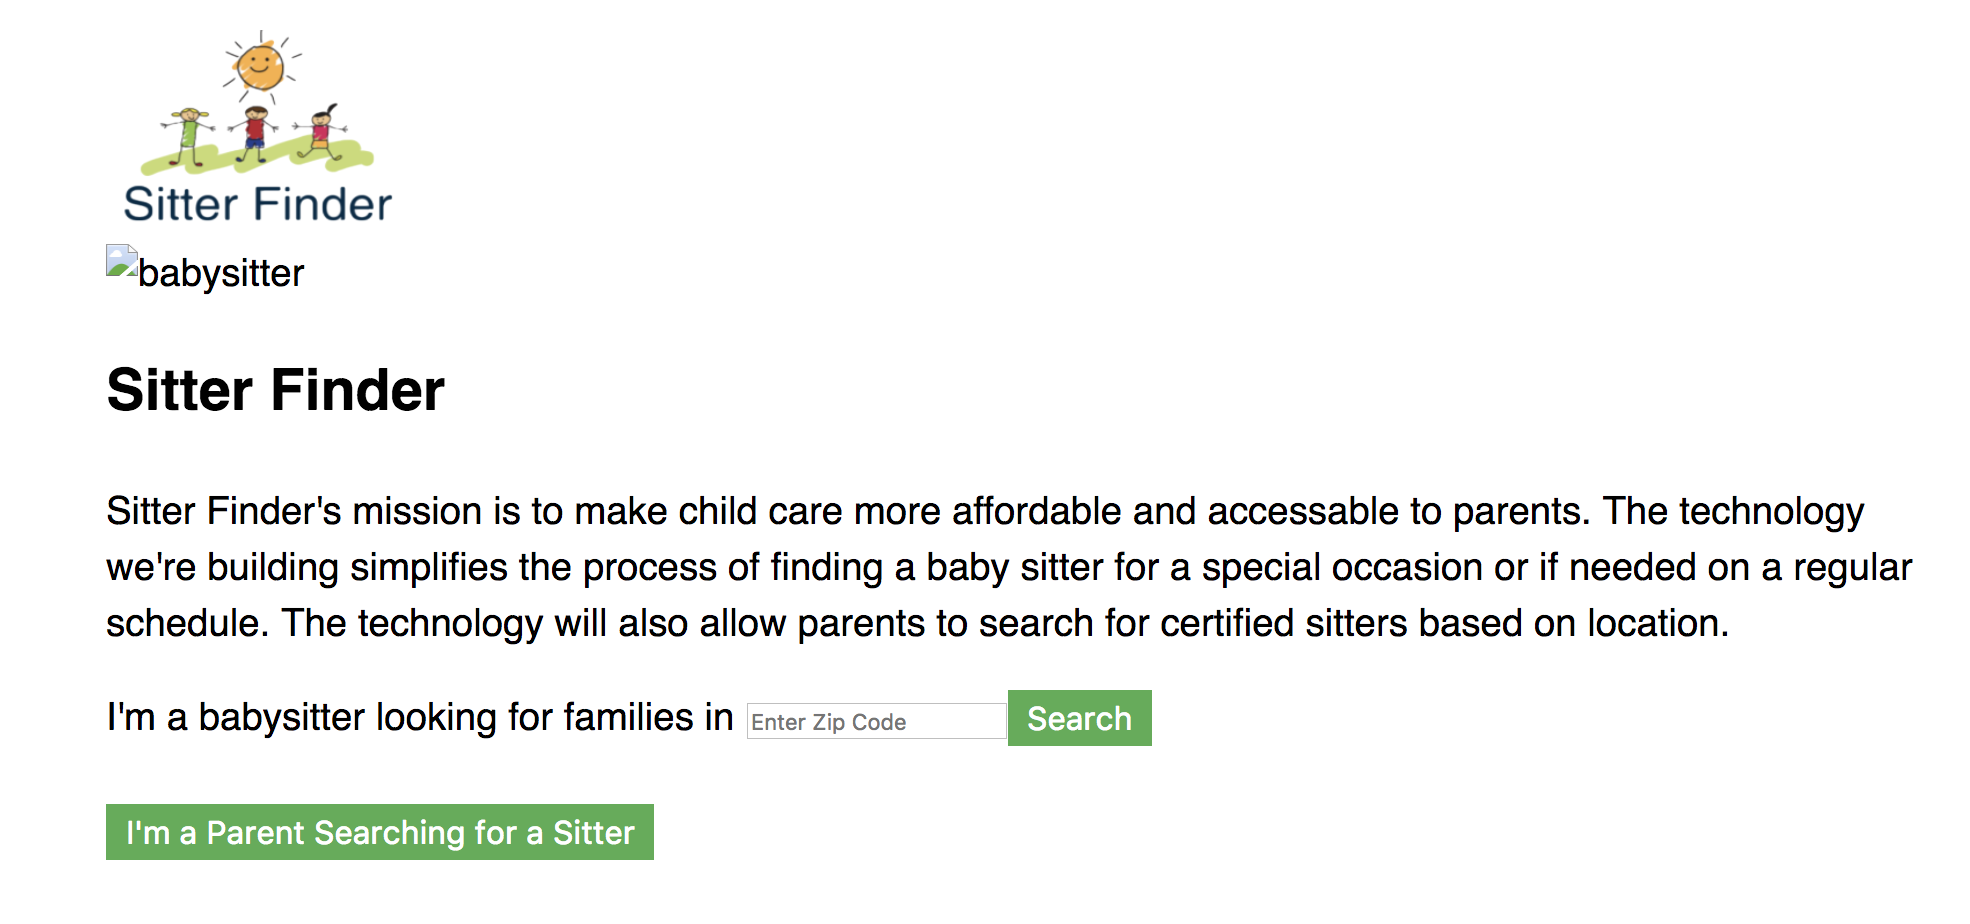 Sitter Finder
babysitter
Sitter Finder
Sitter Finder's mission is to make child care more affordable and accessable to parents. The technology
we're building simplifies the process of finding a baby sitter for a special occasion or if needed on a regular
schedule. The technology will also allow parents to search for certified sitters based on location.
I'm a babysitter looking for families in Enter Zip Code Search
I'm a Parent Searching for a Sitter